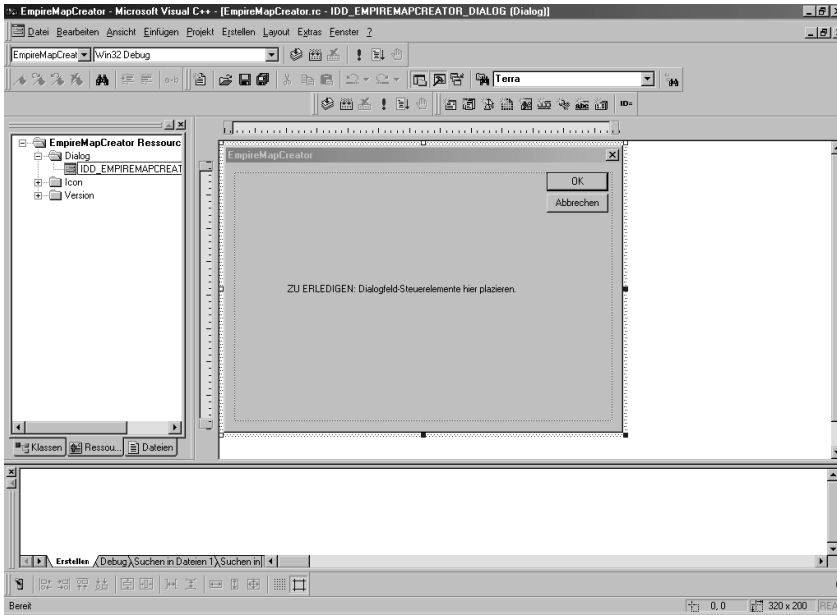 EmpireMapCreator - Microsoft Visual C++ - [EmpireMapCreator.rc - IDD_EMPIREMAPCREATOR_DIALOG (Dialog)]
Datei Bearbeiten Ansicht Einfügen Projekt Erstellen Layout Extras Fenster ?
EmpireMapCreat Win32 Debug
Terra
EmpireMapCreator Ressourc
Dialog
IDD_EMPIREMAPCREAT
Icon
Version
EmpireMapCreator
OK
Abbrechen
ZU ERLEDIGEN: Dialogfeld-Steuerelemente hier plazieren.
Klassen Ressou... Dateien
Erstellen Debug Suchen in Dateien 1 Suchen in
Bereit 0, 0 320 x 200 REA